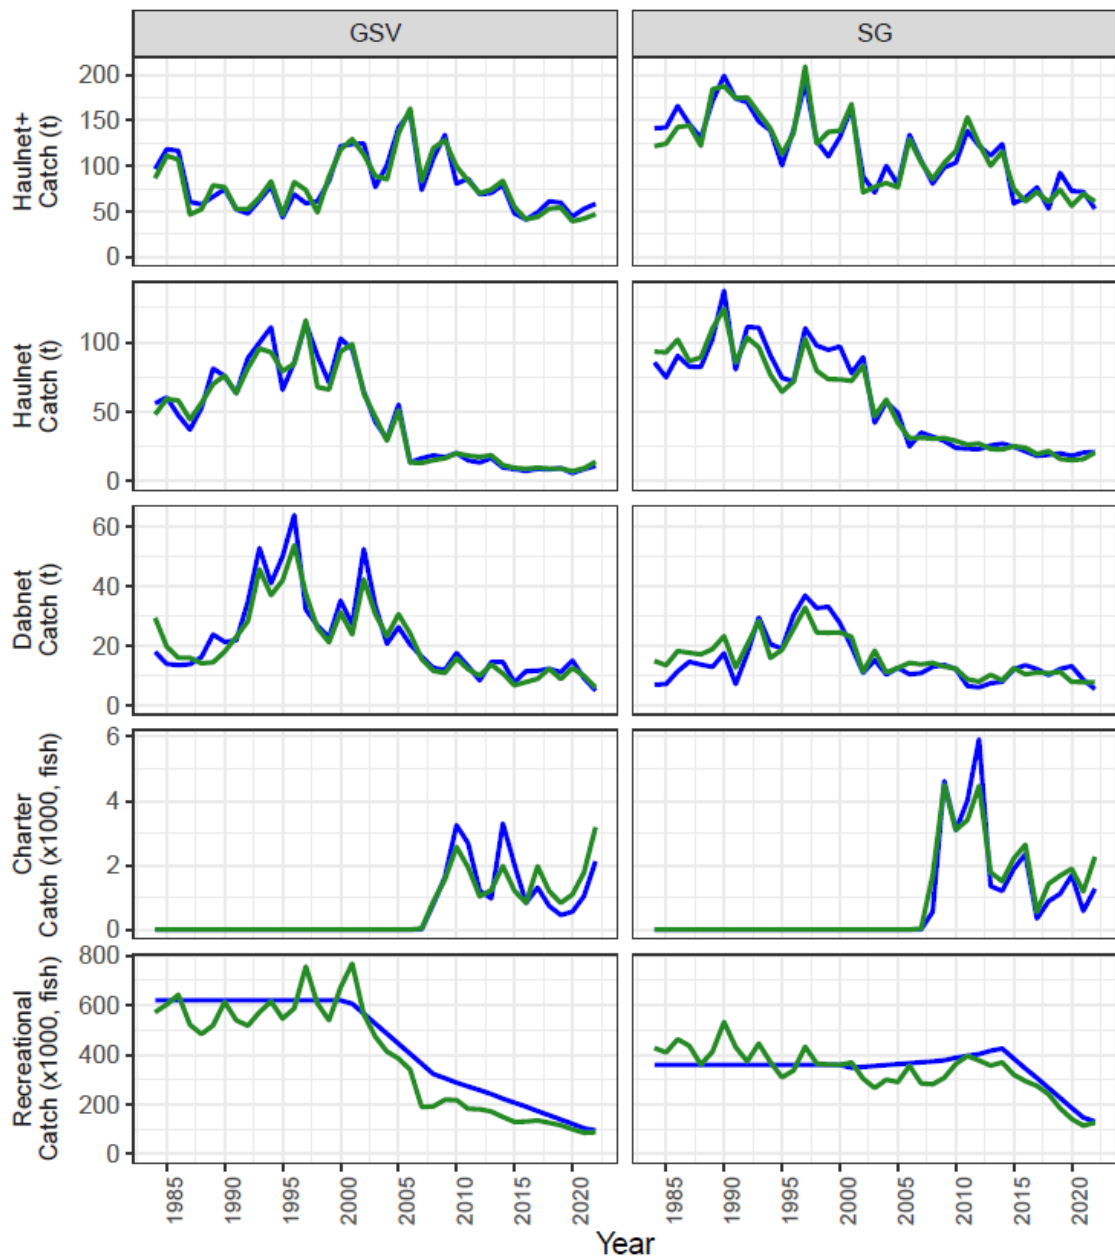 GSV
SG
Haulnet+
Catch (t)
200
150
100
50
0
Haulnet
Catch (t)
100
50
0
Dabnet
Catch (t)
60
40
20
0
Charter
Catch (x1000, fish)
6
4
2
0
Recreational
Catch (x1000, fish)
800
600
400
200
0
1985
1990
1995
2000
2005
2010
2015
2020
1985
1990
1995
2000
2005
2010
2015
2020
Year